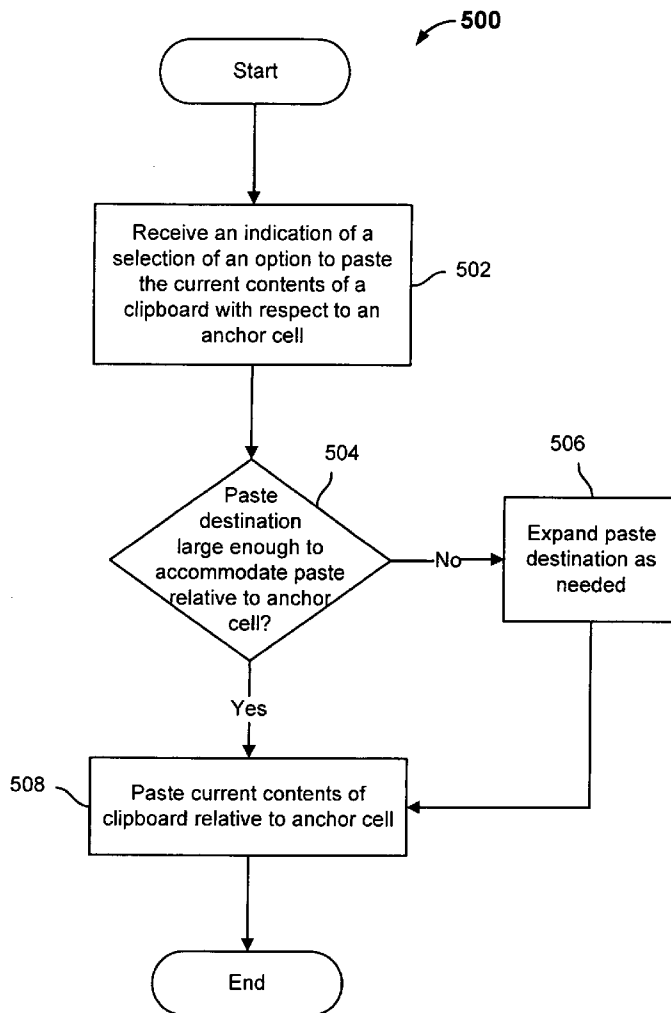 500
Start
Receive an indication of a
selection of an option to paste
the current contents of a
clipboard with respect to an
anchor cell
502
504
Paste
destination
large enough to
accommodate paste
relative to anchor
cell?
No
506
Expand paste
destination as
needed
Yes
508
Paste current contents of
clipboard relative to anchor cell
End